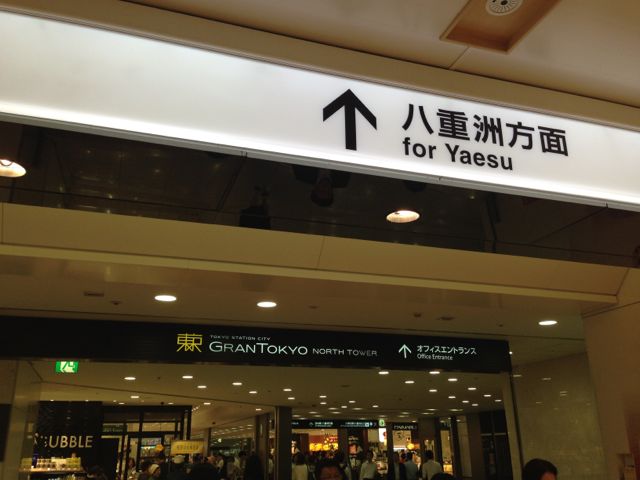 ↑ 八重洲方面
for Yaesu
TOKYO STATION CITY
GRANTOKYO NORTH TOWER
↑ オフィスエントランス
Office Entrance
BUBBLE